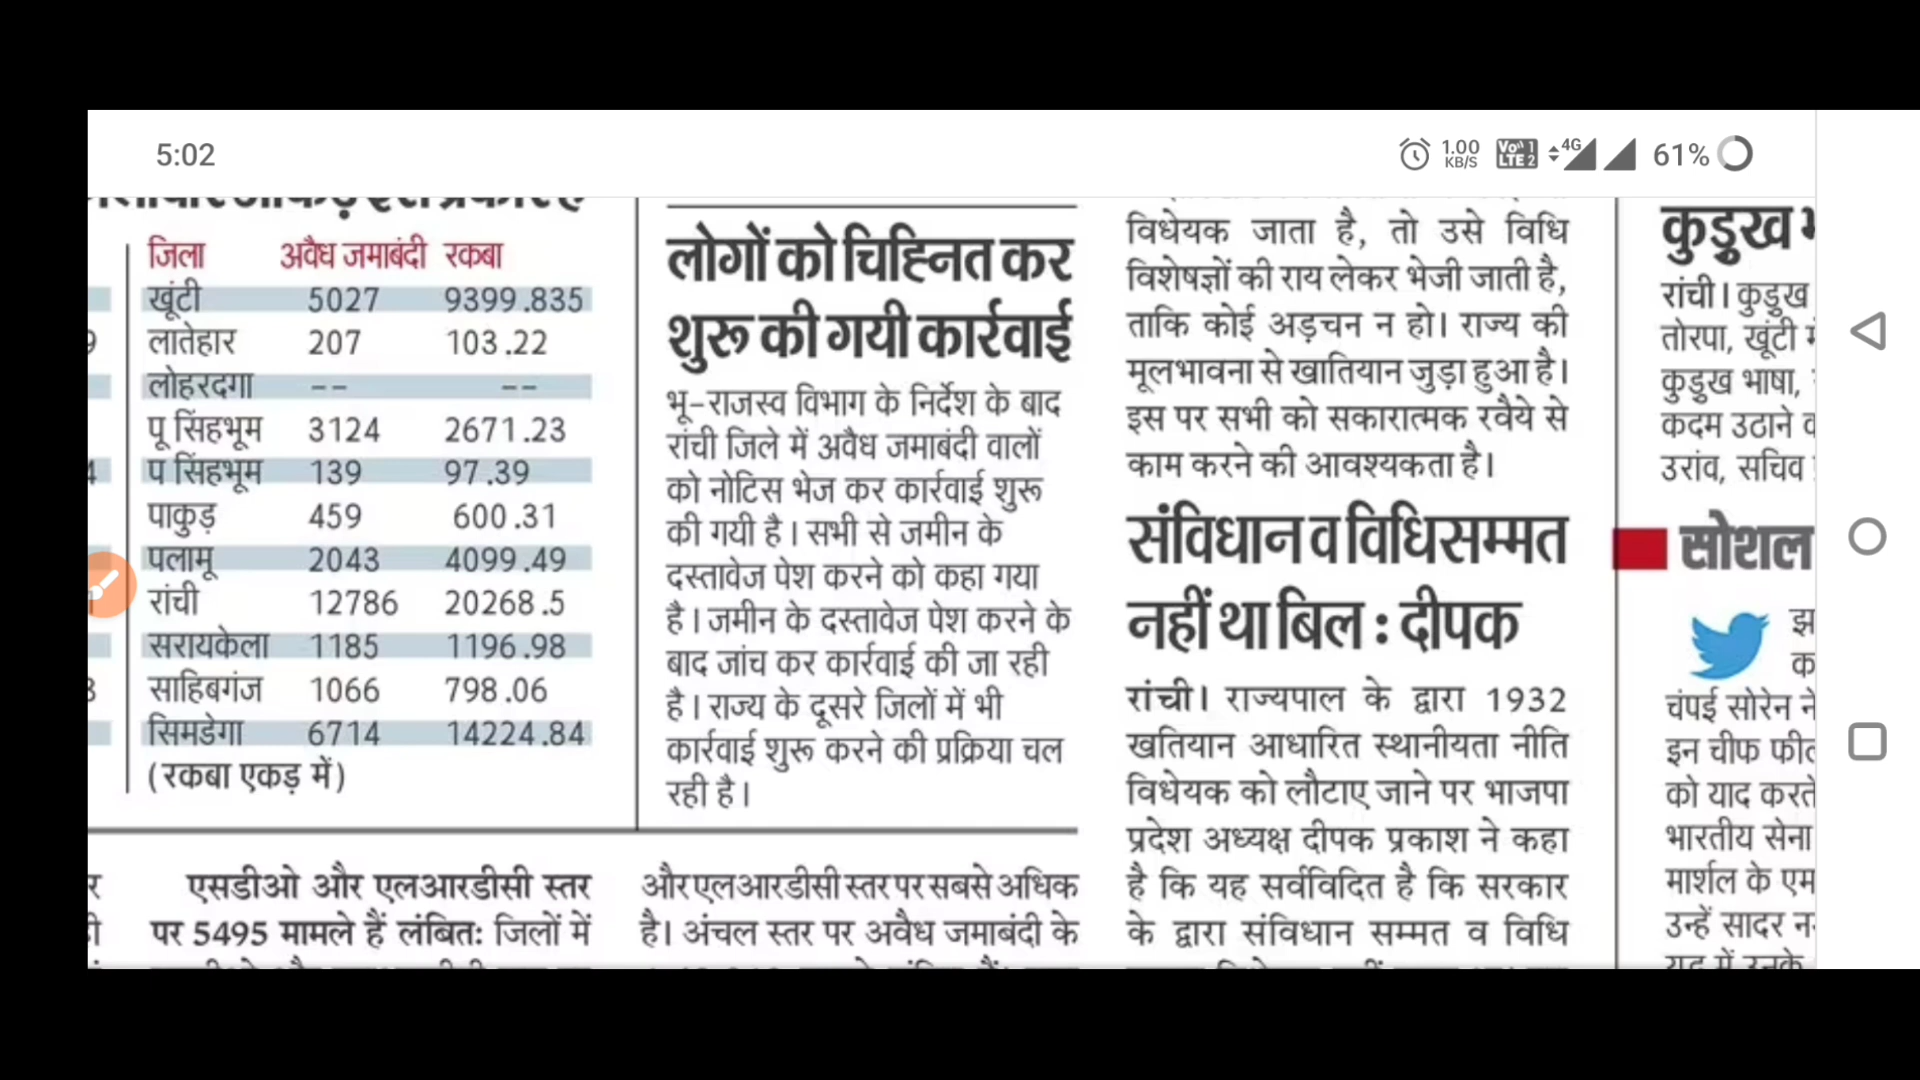 5:02
1.00 KB/S
Vo)) 1 LTE 2
4G
61%
जिला अवैध जमाबंदी रकबा
खूंटी 5027 9399.835
लातेहार 207 103.22
लोहरदगा -- --
पू सिंहभूम 3124 2671.23
प सिंहभूम 139 97.39
पाकुड़ 459 600.31
पलामू 2043 4099.49
रांची 12786 20268.5
सरायकेला 1185 1196.98
साहिबगंज 1066 798.06
सिमडेगा 6714 14224.84
(रकबा एकड़ में)
एसडीओ और एलआरडीसी स्तर
पर 5495 मामले हैं लंबित: जिलों में
लोगों को चिह्नित कर
शुरू की गयी कार्रवाई
भू-राजस्व विभाग के निर्देश के बाद
रांची जिले में अवैध जमाबंदी वालों
को नोटिस भेज कर कार्रवाई शुरू
की गयी है। सभी से जमीन के
दस्तावेज पेश करने को कहा गया
है। जमीन के दस्तावेज पेश करने के
बाद जांच कर कार्रवाई की जा रही
है। राज्य के दूसरे जिलों में भी
कार्रवाई शुरू करने की प्रक्रिया चल
रही है।
और एलआरडीसी स्तर पर सबसे अधिक
है। अंचल स्तर पर अवैध जमाबंदी के
विधेयक जाता है, तो उसे विधि
विशेषज्ञों की राय लेकर भेजी जाती है,
ताकि कोई अड़चन न हो। राज्य की
मूलभावना से खातियान जुड़ा हुआ है।
इस पर सभी को सकारात्मक रवैये से
काम करने की आवश्यकता है।
संविधान व विधिसम्मत
नहीं था बिल : दीपक
रांची। राज्यपाल के द्वारा 1932
खतियान आधारित स्थानीयता नीति
विधेयक को लौटाए जाने पर भाजपा
प्रदेश अध्यक्ष दीपक प्रकाश ने कहा
है कि यह सर्वविदित है कि सरकार
के द्वारा संविधान सम्मत व विधि
कुड़ुख
रांची। कुड़ुख
तोरपा, खूंटी
कुड़ुख भाषा,
कदम उठाने
उरांव, सचिव
सोशल
झ
क
चंपई सोरेन ने
इन चीफ फील
को याद करते
भारतीय सेना
मार्शल के एम
उन्हें सादर न